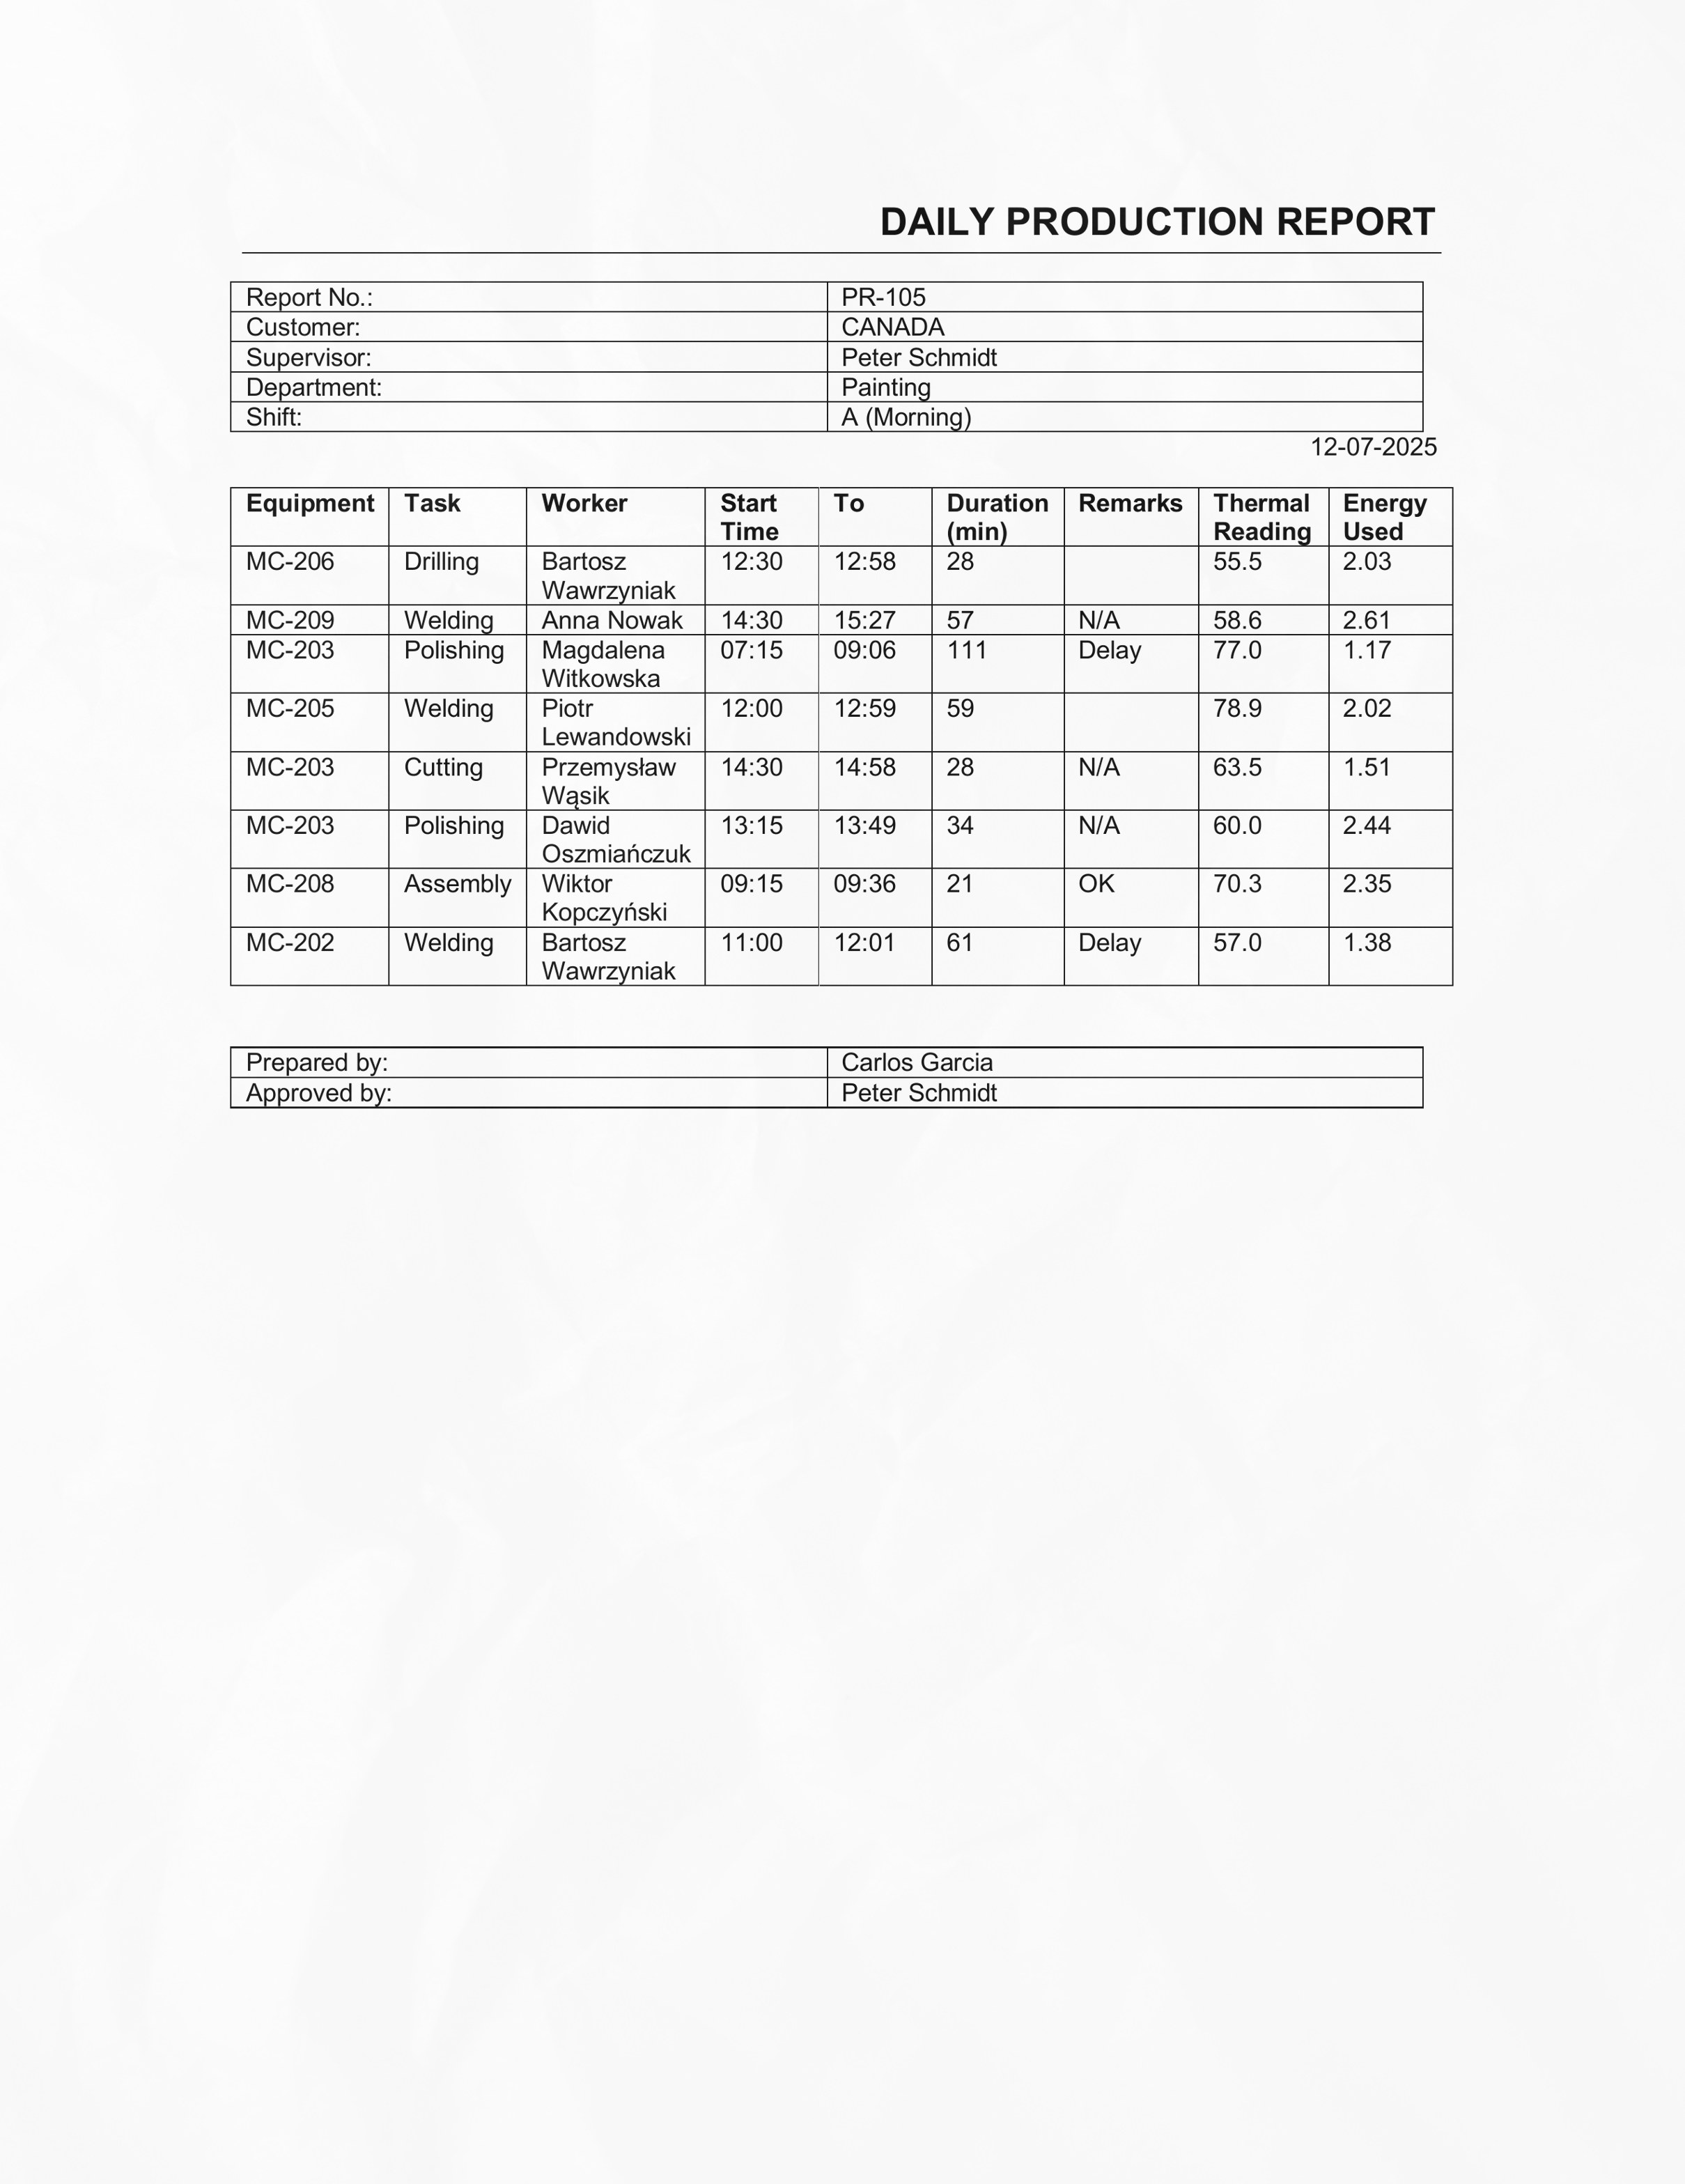 DAILY PRODUCTION REPORT
Report No.: PR-105
Customer: CANADA
Supervisor: Peter Schmidt
Department: Painting
Shift: A (Morning)
12-07-2025
Equipment Task Worker Start Time To Duration (min) Remarks Thermal Reading Energy Used
MC-206 Drilling Bartosz Wawrzyniak 12:30 12:58 28 55.5 2.03
MC-209 Welding Anna Nowak 14:30 15:27 57 N/A 58.6 2.61
MC-203 Polishing Magdalena Witkowska 07:15 09:06 111 Delay 77.0 1.17
MC-205 Welding Piotr Lewandowski 12:00 12:59 59 78.9 2.02
MC-203 Cutting Przemysław Wąsik 14:30 14:58 28 N/A 63.5 1.51
MC-203 Polishing Dawid Oszmiańczuk 13:15 13:49 34 N/A 60.0 2.44
MC-208 Assembly Wiktor Kopczyński 09:15 09:36 21 OK 70.3 2.35
MC-202 Welding Bartosz Wawrzyniak 11:00 12:01 61 Delay 57.0 1.38
Prepared by: Carlos Garcia
Approved by: Peter Schmidt